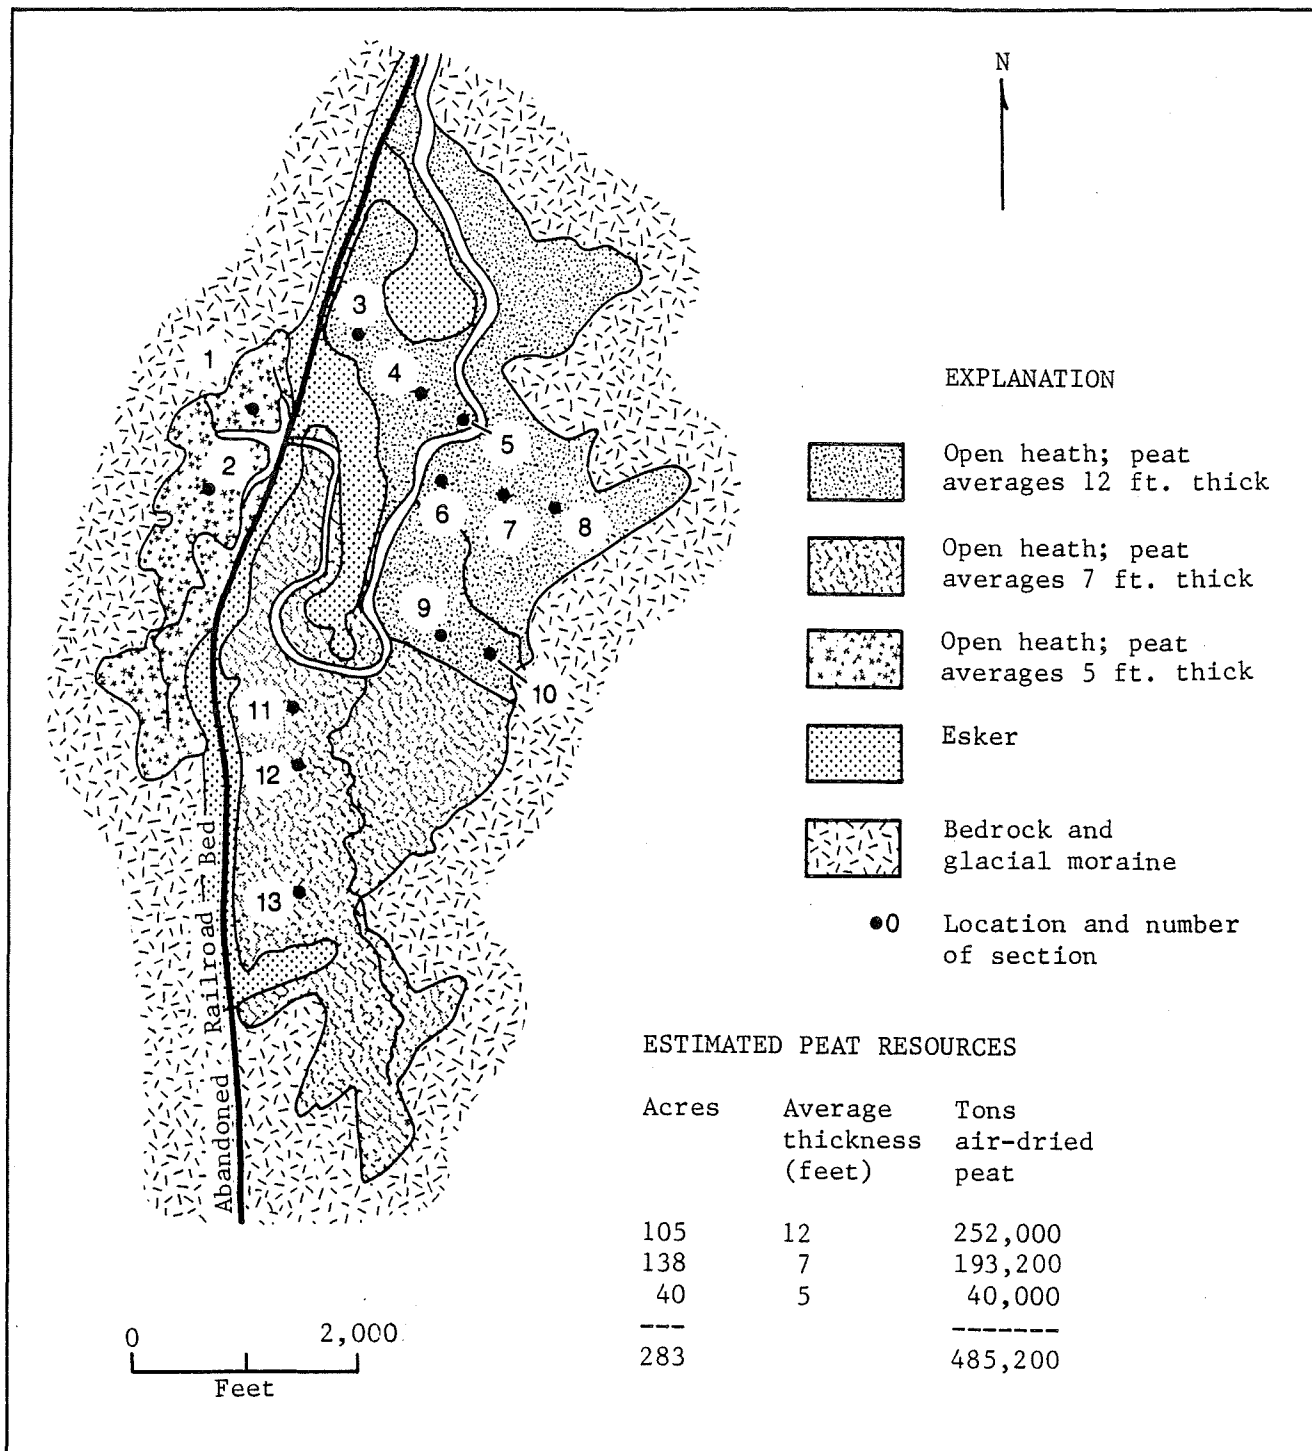 N
3
1
4
5
2
6
7
8
9
10
11
12
13
Abandoned Railroad Bed
0 2,000
Feet
EXPLANATION
Open heath; peat
averages 12 ft. thick
Open heath; peat
averages 7 ft. thick
Open heath; peat
averages 5 ft. thick
Esker
Bedrock and
glacial moraine
0 Location and number
of section
ESTIMATED PEAT RESOURCES
Acres Average Tons
thickness air-dried
(feet) peat
105 12 252,000
138 7 193,200
40 5 40,000
--- -------
283 485,200